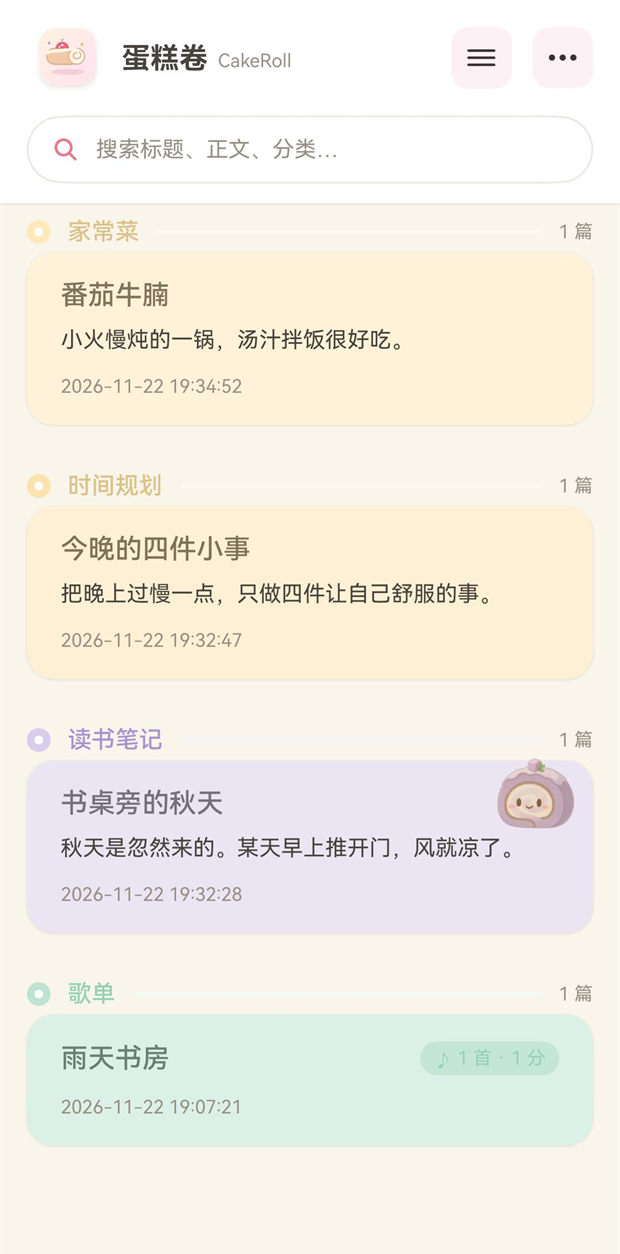 蛋糕卷 CakeRoll
搜索标题、正文、分类...
家常菜 1 篇
番茄牛腩
小火慢炖的一锅，汤汁拌饭很好吃。
2026-11-22 19:34:52
时间规划 1 篇
今晚的四件小事
把晚上过慢一点，只做四件让自己舒服的事。
2026-11-22 19:32:47
读书笔记 1 篇
书桌旁的秋天
秋天是忽然来的。某天早上推开门，风就凉了。
2026-11-22 19:32:28
歌单 1 篇
雨天书房 ♪ 1 首 · 1 分
2026-11-22 19:07:21